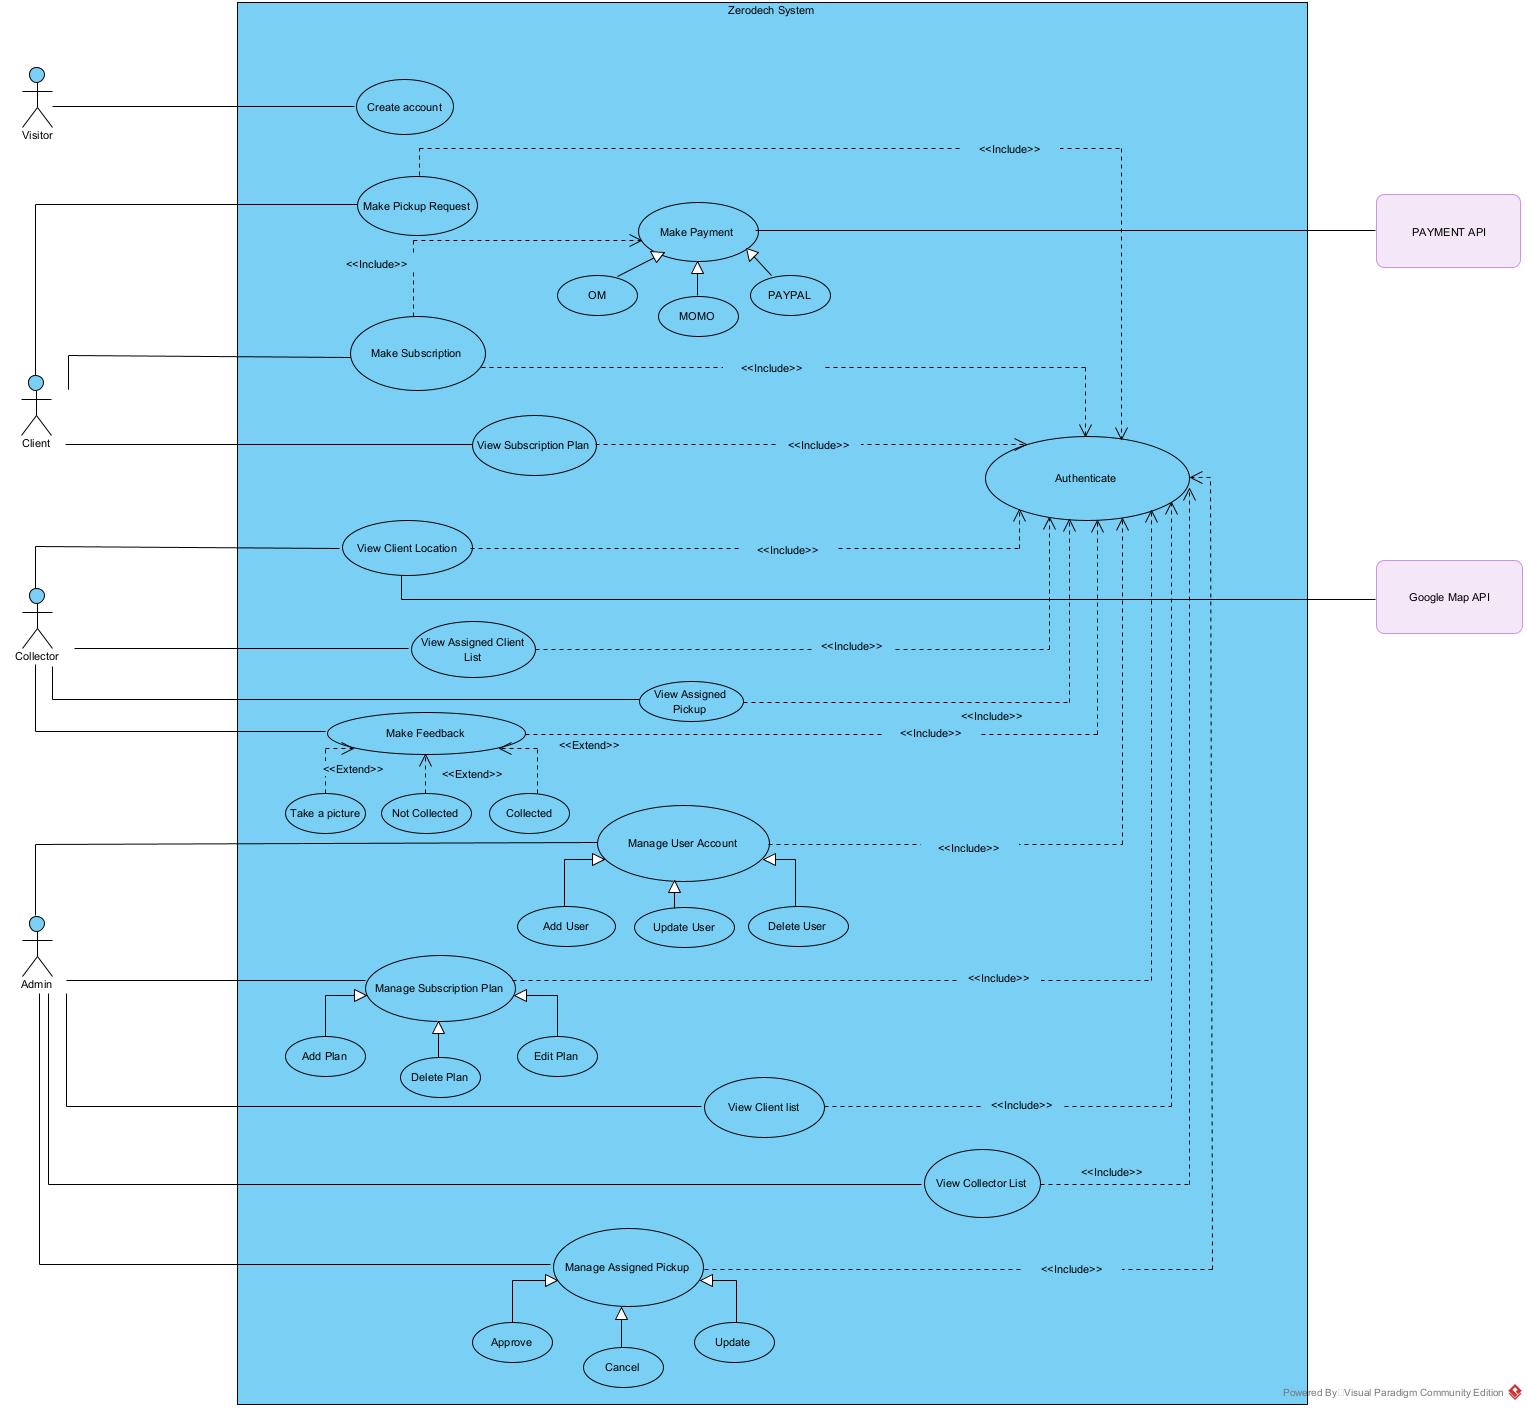 Zerodech System
Create account
Visitor
<<Include>>
Make Pickup Request
Make Payment
PAYMENT API
<<Include>>
OM
PAYPAL
MOMO
Make Subscription
<<Include>>
Client
View Subscription Plan
<<Include>>
Authenticate
View Client Location
<<Include>>
Google Map API
Collector
View Assigned Client
List
<<Include>>
View Assigned
Pickup
<<Include>>
Make Feedback
<<Include>>
<<Extend>>
<<Extend>>
<<Extend>>
Take a picture
Not Collected
Collected
Manage User Account
<<Include>>
Add User
Update User
Delete User
Admin
Manage Subscription Plan
<<Include>>
Add Plan
Edit Plan
Delete Plan
View Client list
<<Include>>
View Collector List
<<Include>>
Manage Assigned Pickup
<<Include>>
Approve
Update
Cancel
Powered By Visual Paradigm Community Edition